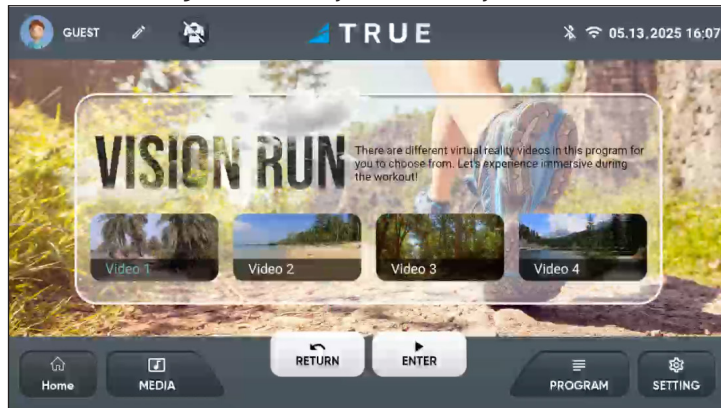 GUEST
TRUE
05.13.2025 16:07
VISION RUN
There are different virtual reality videos in this program for
you to choose from. Let's experience immersive during
the workout!
Video 1
Video 2
Video 3
Video 4
RETURN
ENTER
Home
MEDIA
PROGRAM
SETTING